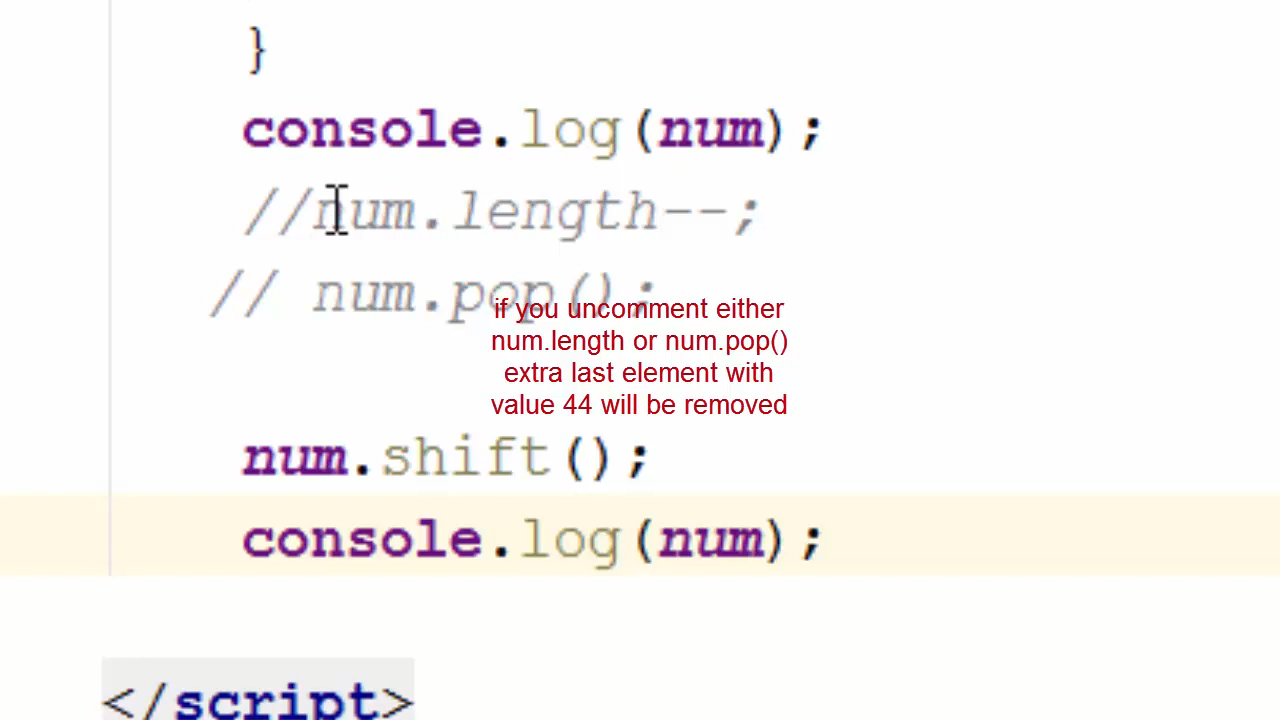 }
console.log(num);
//num.length--;
// num.pop();
if you uncomment either
num.length or num.pop()
extra last element with
value 44 will be removed
num.shift();
console.log(num);
</script>